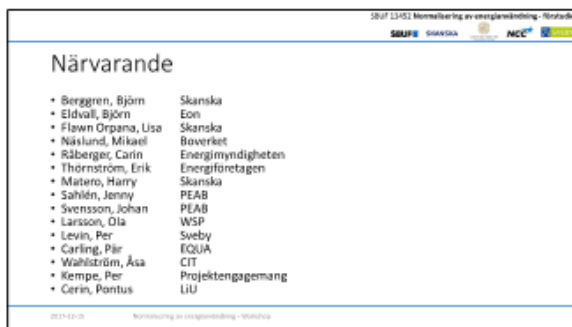 SBUF 13452 Normalisering av energianvändning - förstudie
SBUF SKANSKA NCC
Närvarande
• Berggren, Björn Skanska
• Eldvall, Björn Eon
• Flawn Orpana, Lisa Skanska
• Näslund, Mikael Boverket
• Råberger, Carin Energimyndigheten
• Thörnström, Erik Energiföretagen
• Matero, Harry Skanska
• Sahlén, Jenny PEAB
• Svensson, Johan PEAB
• Larsson, Ola WSP
• Levin, Per Sveby
• Carling, Pär EQUA
• Wahlström, Åsa CIT
• Kempe, Per Projektengagemang
• Cerin, Pontus LiU
Normalisering av energianvändning - Workshop